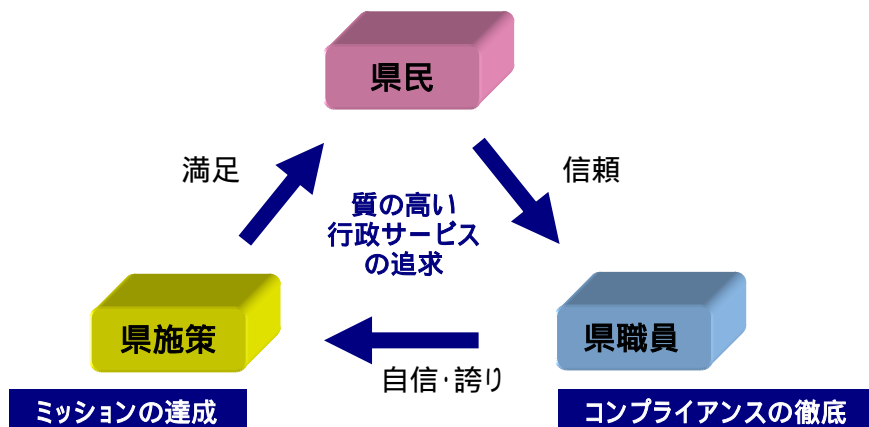 県民
満足
信頼
質の高い
行政サービス
の追求
県施策
県職員
自信・誇り
ミッションの達成
コンプライアンスの徹底